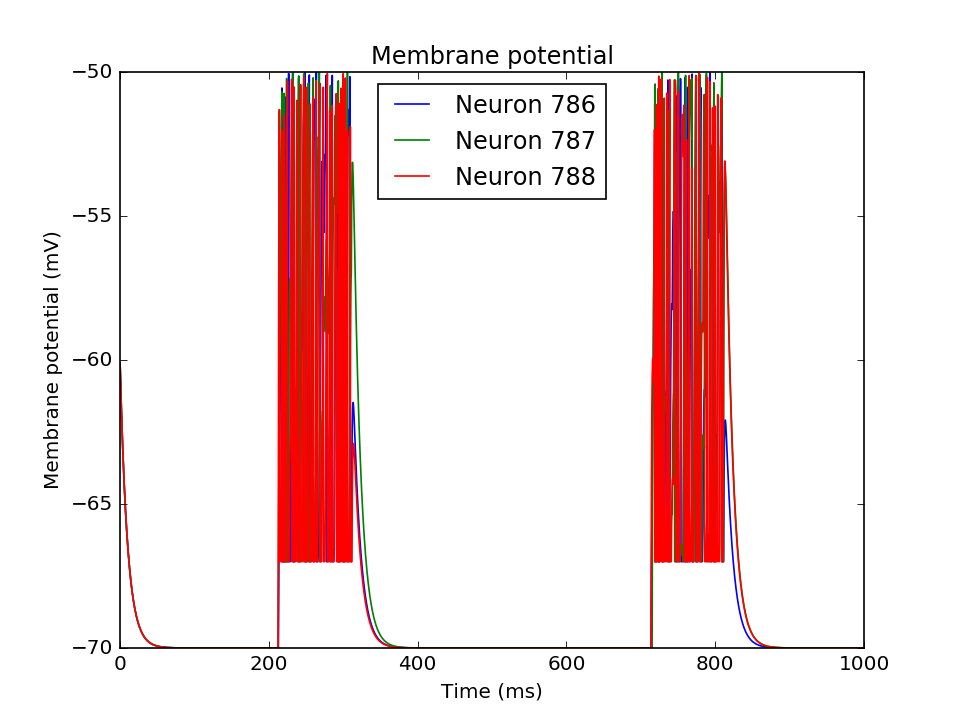 Membrane potential
Neuron 786
Neuron 787
Neuron 788
−50
−55
−60
−65
−70
Membrane potential (mV)
0 200 400 600 800 1000
Time (ms)